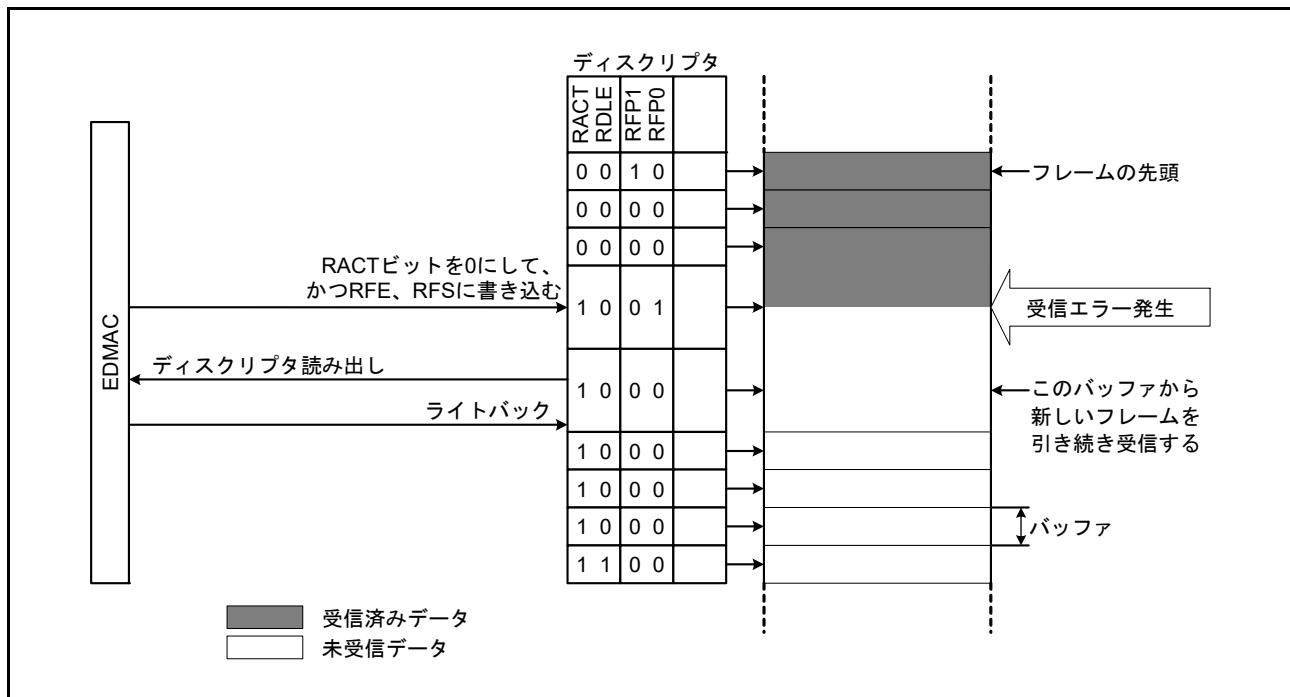 ディスクリプタ
RACT
RDLE
RFP1
RFP0
0 0 1 0
フレームの先頭
0 0 0 0
0 0 0 0
RACTビットを0にして、
かつRFE、RFSに書き込む
1 0 0 1
受信エラー発生
EDMAC
ディスクリプタ読み出し
1 0 0 0
ライトバック
このバッファから
新しいフレームを
引き続き受信する
1 0 0 0
1 0 0 0
1 0 0 0
バッファ
1 1 0 0
受信済みデータ
未受信データ